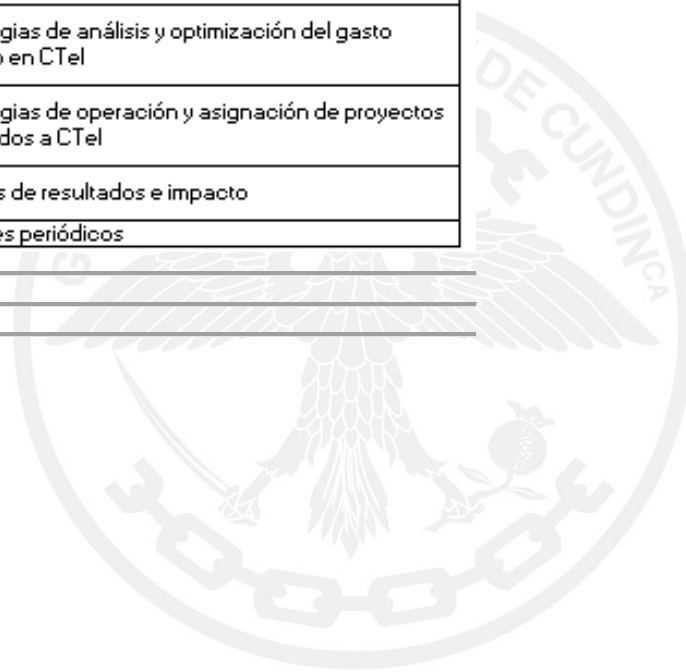 gias de análisis y optimización del gasto
o en CTeI
gias de operación y asignación de proyectos
dos a CTeI
s de resultados e impacto
es periódicos
G
DE CUNDINCA